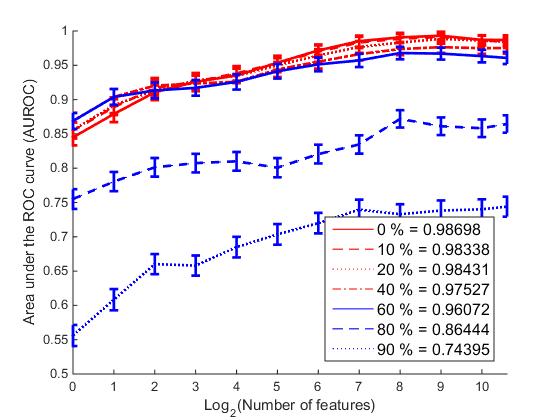 1
0.95
0.9
0.85
0.8
0.75
0.7
0.65
0.6
0.55
0.5
Area under the ROC curve (AUROC)
0 % = 0.98698
10 % = 0.98338
20 % = 0.98431
40 % = 0.97527
60 % = 0.96072
80 % = 0.86444
90 % = 0.74395
0 1 2 3 4 5 6 7 8 9 10
Log2(Number of features)